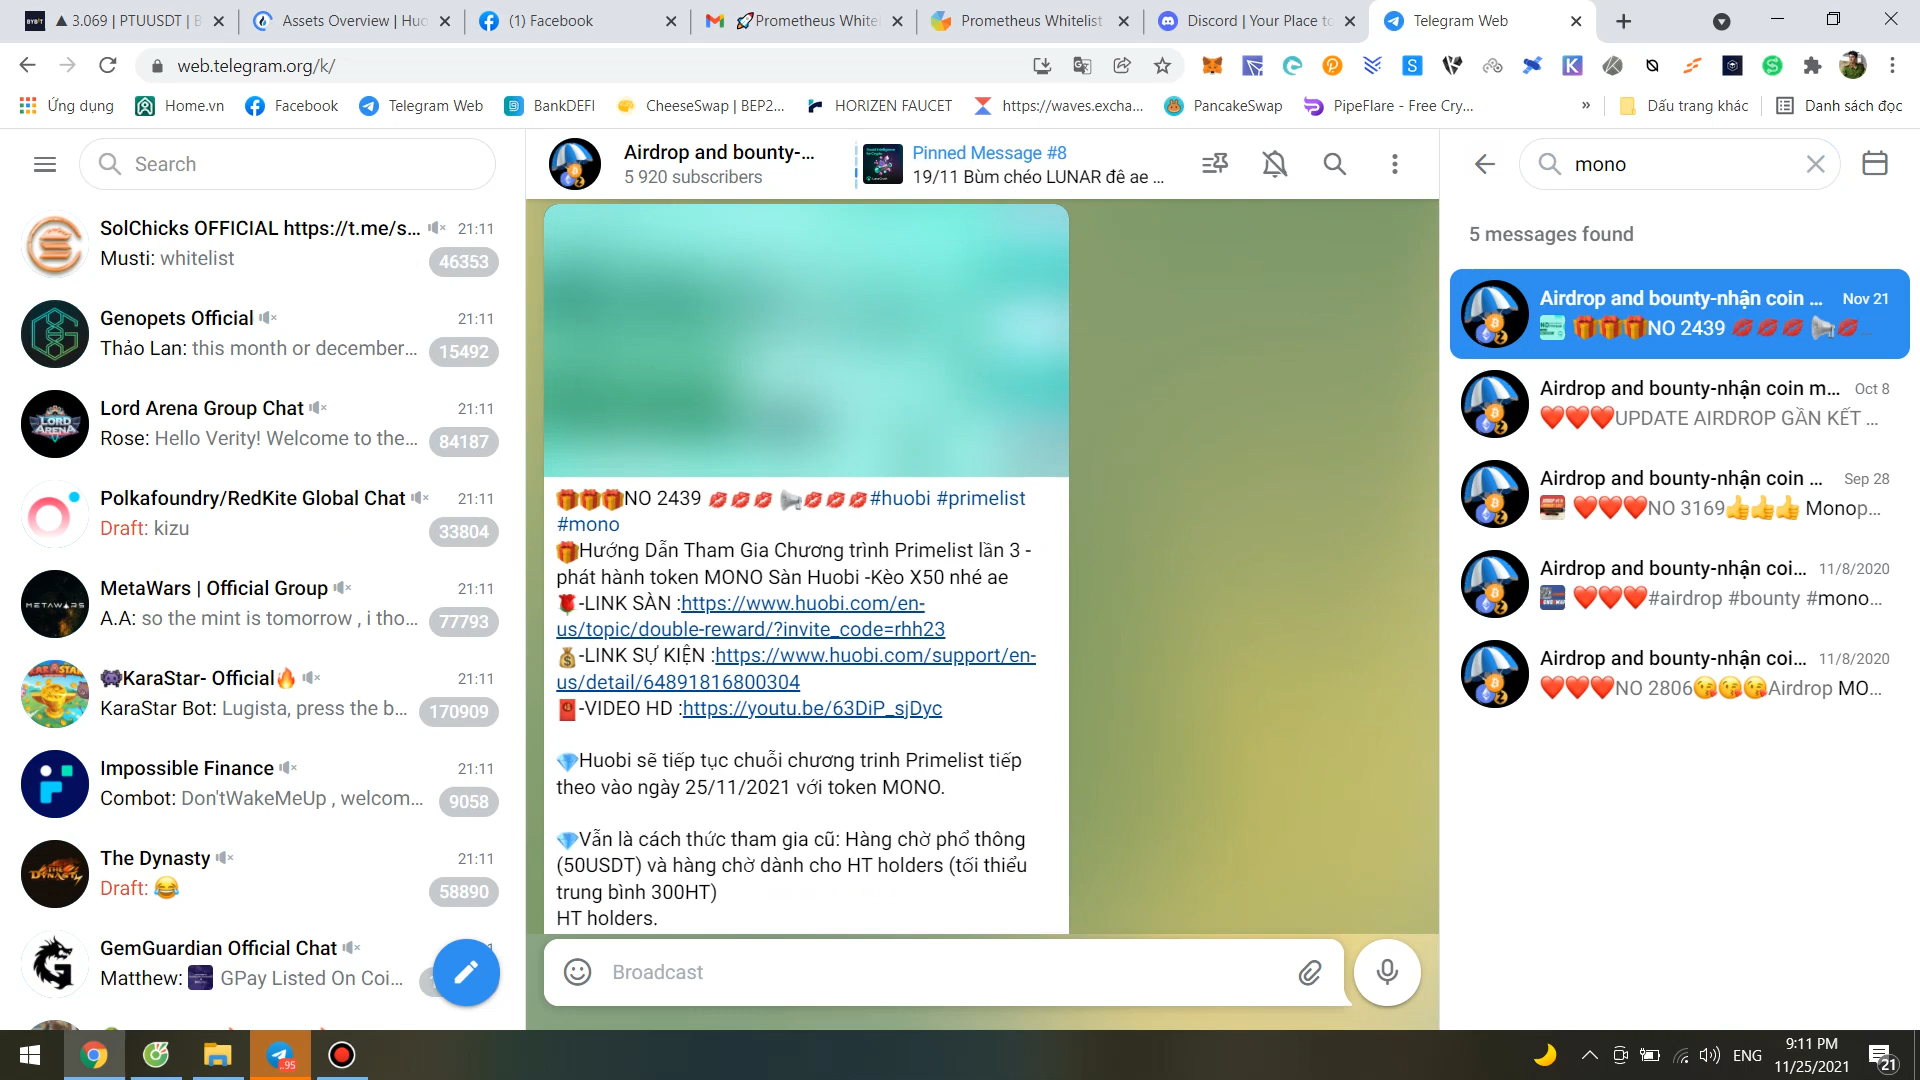 ▲ 3.069 | PTUUSDT | B
Assets Overview | Huo
(1) Facebook
🚀Prometheus White
Prometheus Whitelist
Discord | Your Place to
Telegram Web
web.telegram.org/k/
Ứng dụng
Home.vn
Facebook
Telegram Web
BankDEFI
CheeseSwap | BEP2...
HORIZEN FAUCET
https://waves.excha...
PancakeSwap
PipeFlare - Free Cry...
»
Dấu trang khác
Danh sách đọc
Search
SolChicks OFFICIAL https://t.me/s... 21:11
Musti: whitelist 46353
Genopets Official 21:11
Thảo Lan: this month or december... 15492
Lord Arena Group Chat 21:11
Rose: Hello Verity! Welcome to the... 84187
Polkafoundry/RedKite Global Chat 21:11
Draft: kizu 33804
MetaWars | Official Group 21:11
A.A: so the mint is tomorrow , i tho... 77793
👾KaraStar- Official🔥 21:11
KaraStar Bot: Lugista, press the b... 170909
Impossible Finance 21:11
Combot: Don'tWakeMeUp , welcom... 9058
The Dynasty 21:11
Draft: 😂 58890
GemGuardian Official Chat
Matthew: GPay Listed On Coi...
Airdrop and bounty-...
5 920 subscribers
Pinned Message #8
19/11 Bùm chéo LUNAR đê ae ...
🎁🎁🎁NO 2439 💋💋💋 📢💋💋💋#huobi #primelist
#mono
🎁Hướng Dẫn Tham Gia Chương trình Primelist lần 3 -
phát hành token MONO Sàn Huobi -Kèo X50 nhé ae
🌹-LINK SÀN :https://www.huobi.com/en-
us/topic/double-reward/?invite_code=rhh23
💰-LINK SỰ KIỆN :https://www.huobi.com/support/en-
us/detail/64891816800304
🧧-VIDEO HD :https://youtu.be/63DiP_sjDyc
💎Huobi sẽ tiếp tục chuỗi chương trinh Primelist tiếp
theo vào ngày 25/11/2021 với token MONO.
💎Vẫn là cách thức tham gia cũ: Hàng chờ phổ thông
(50USDT) và hàng chờ dành cho HT holders (tối thiểu
trung bình 300HT)
HT holders.
Broadcast
mono
5 messages found
Airdrop and bounty-nhận coin ... Nov 21
🎁🎁🎁NO 2439 💋💋💋 📢💋...
Airdrop and bounty-nhận coin m... Oct 8
❤️❤️❤️UPDATE AIRDROP GẦN KẾT ...
Airdrop and bounty-nhận coin ... Sep 28
❤️❤️❤️NO 3169👍👍👍 Monop...
Airdrop and bounty-nhận coi... 11/8/2020
❤️❤️❤️#airdrop #bounty #mono...
Airdrop and bounty-nhận coi... 11/8/2020
❤️❤️❤️NO 2806😘😘😘Airdrop MO...
..95
ENG
9:11 PM
11/25/2021
21